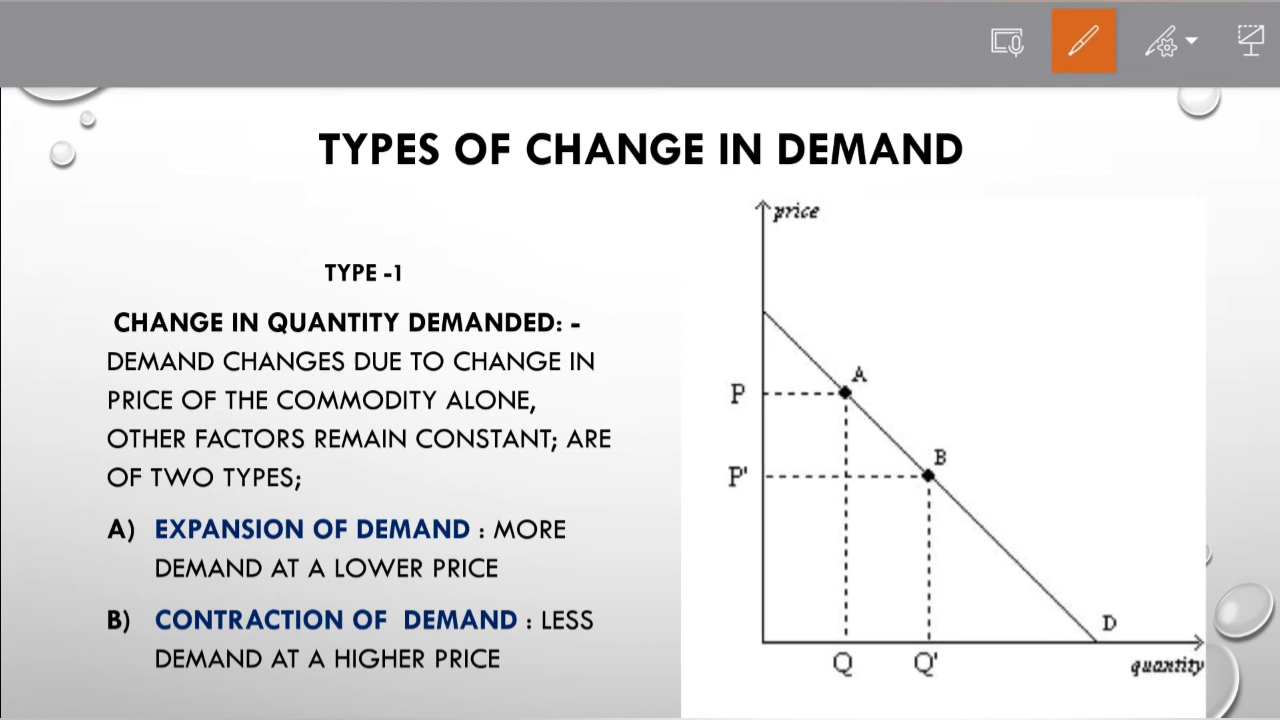 TYPES OF CHANGE IN DEMAND
TYPE -1
CHANGE IN QUANTITY DEMANDED: -
DEMAND CHANGES DUE TO CHANGE IN
PRICE OF THE COMMODITY ALONE,
OTHER FACTORS REMAIN CONSTANT; ARE
OF TWO TYPES;
A) EXPANSION OF DEMAND : MORE
DEMAND AT A LOWER PRICE
B) CONTRACTION OF DEMAND : LESS
DEMAND AT A HIGHER PRICE
price
A
P
B
P'
D
Q Q'
quantity